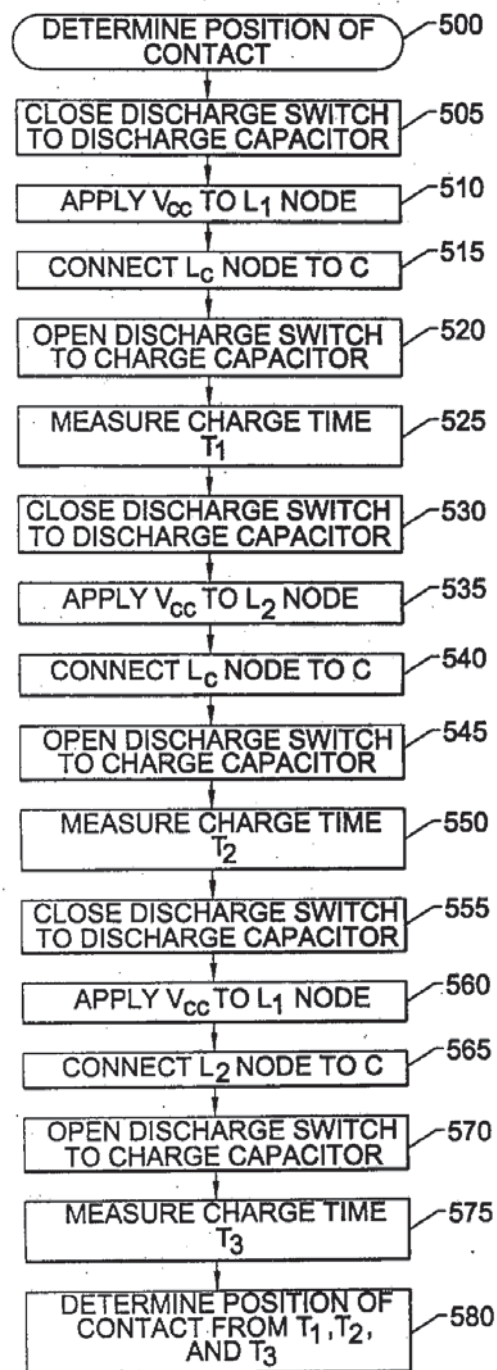 DETERMINE POSITION OF
CONTACT
500
CLOSE DISCHARGE SWITCH
TO DISCHARGE CAPACITOR
505
APPLY VCC TO L1 NODE
510
CONNECT LC NODE TO C
515
OPEN DISCHARGE SWITCH
TO CHARGE CAPACITOR
520
MEASURE CHARGE TIME
T1
525
CLOSE DISCHARGE SWITCH
TO DISCHARGE CAPACITOR
530
APPLY VCC TO L2 NODE
535
CONNECT LC NODE TO C
540
OPEN DISCHARGE SWITCH
TO CHARGE CAPACITOR
545
MEASURE CHARGE TIME
T2
550
CLOSE DISCHARGE SWITCH
TO DISCHARGE CAPACITOR
555
APPLY VCC TO L1 NODE
560
CONNECT L2 NODE TO C
565
OPEN DISCHARGE SWITCH
TO CHARGE CAPACITOR
570
MEASURE CHARGE TIME
T3
575
DETERMINE POSITION OF
CONTACT FROM T1, T2,
AND T3
580